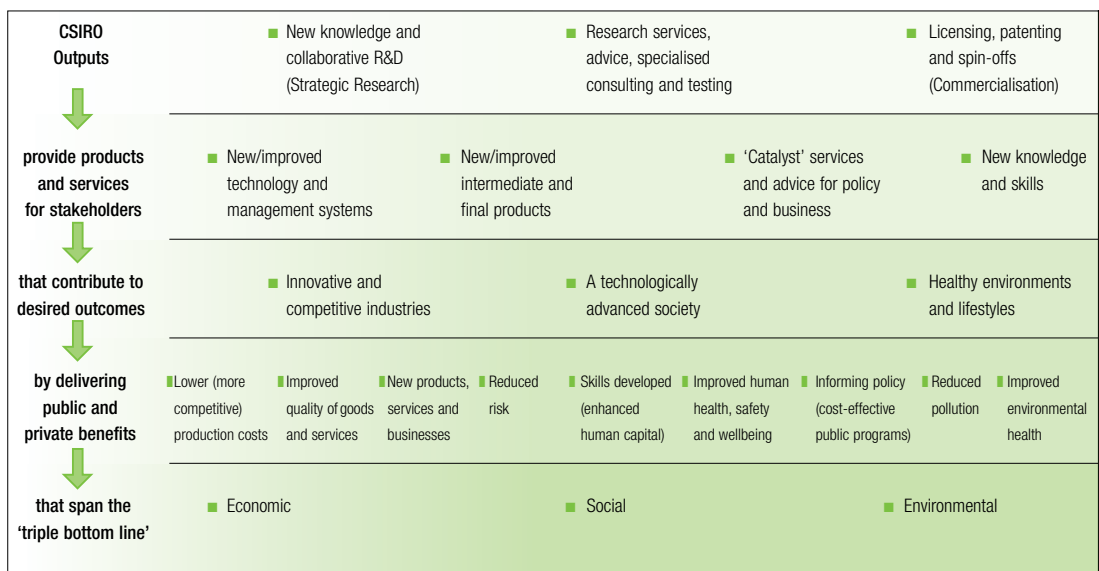 CSIRO
Outputs
New knowledge and
collaborative R&D
(Strategic Research)
Research services,
advice, specialised
consulting and testing
Licensing, patenting
and spin-offs
(Commercialisation)
provide products
and services
for stakeholders
New/improved
technology and
management systems
New/improved
intermediate and
final products
‘Catalyst’ services
and advice for policy
and business
New knowledge
and skills
that contribute to
desired outcomes
Innovative and
competitive industries
A technologically
advanced society
Healthy environments
and lifestyles
by delivering
public and
private benefits
Lower (more
competitive)
production costs
Improved
quality of goods
and services
New products,
services and
businesses
Reduced
risk
Skills developed
(enhanced
human capital)
Improved human
health, safety
and wellbeing
Informing policy
(cost-effective
public programs)
Reduced
pollution
Improved
environmental
health
that span the
‘triple bottom line’
Economic
Social
Environmental